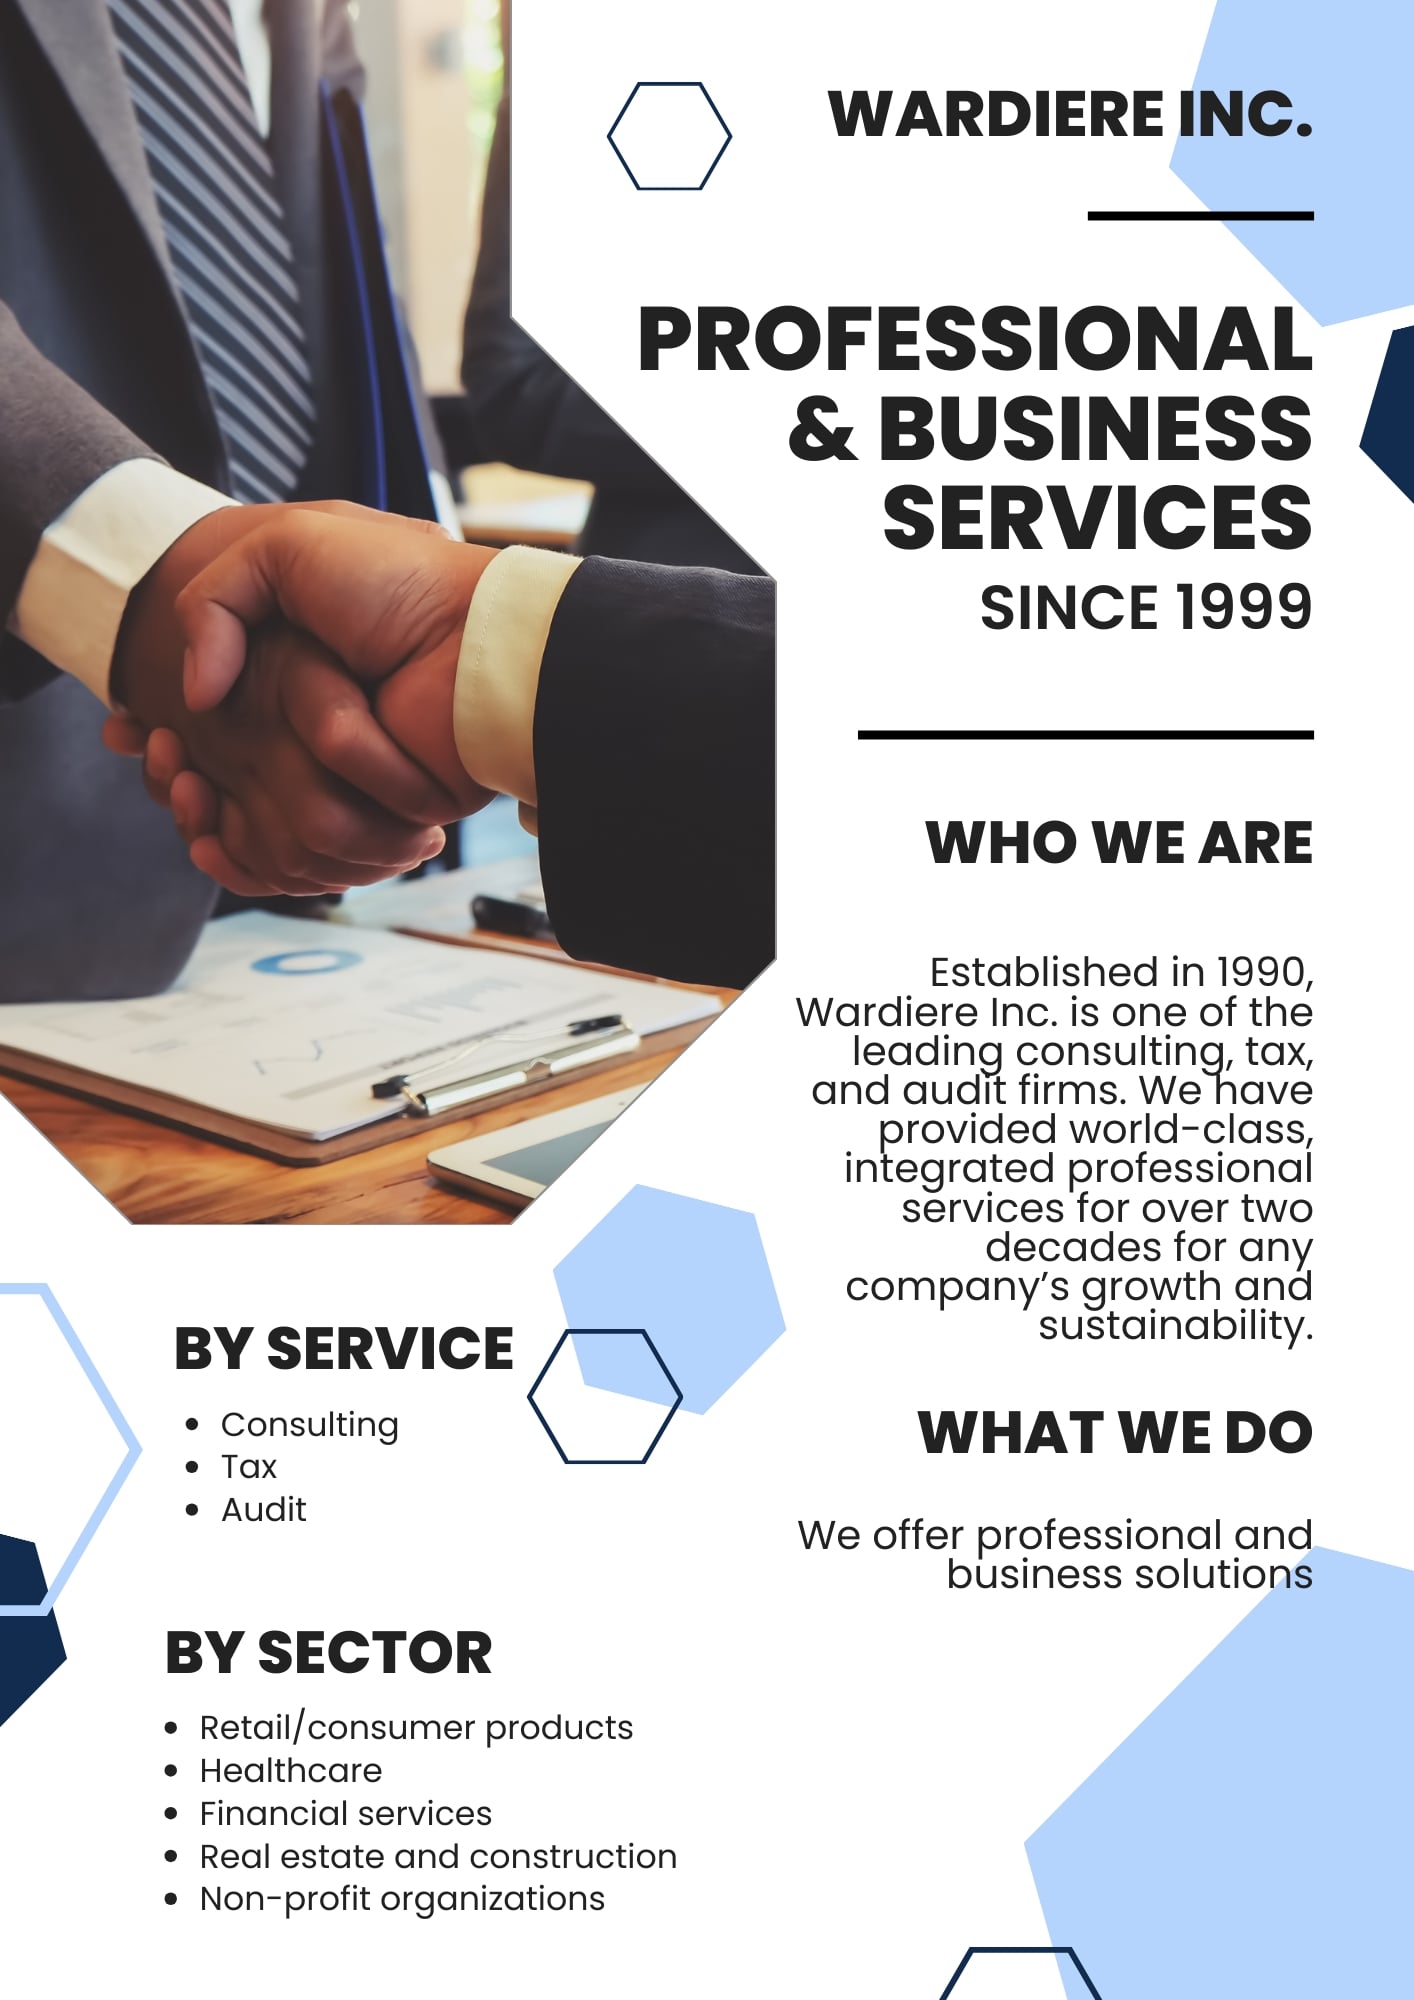 WARDIERE INC.
PROFESSIONAL
& BUSINESS
SERVICES
SINCE 1999
WHO WE ARE
Established in 1990,
Wardiere Inc. is one of the
leading consulting, tax,
and audit firms. We have
provided world-class,
integrated professional
services for over two
decades for any
company’s growth and
sustainability.
WHAT WE DO
We offer professional and
business solutions
BY SERVICE
• Consulting
• Tax
• Audit
BY SECTOR
• Retail/consumer products
• Healthcare
• Financial services
• Real estate and construction
• Non-profit organizations